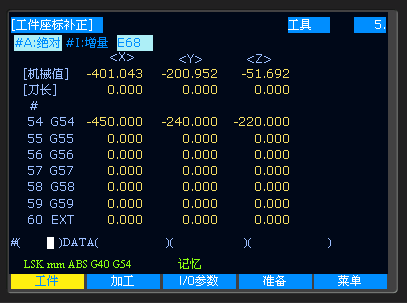 [工件座标补正] 工具 5.
#A:绝对 #I:增量 E68
<X> <Y> <Z>
[机械值] -401.043 -200.952 -51.692
[刀长] 0.000 0.000 0.000
#
54 G54 -450.000 -240.000 -220.000
55 G55 0.000 0.000 0.000
56 G56 0.000 0.000 0.000
57 G57 0.000 0.000 0.000
58 G58 0.000 0.000 0.000
59 G59 0.000 0.000 0.000
60 EXT 0.000 0.000 0.000
#( )DATA( )( )( )
LSK mm ABS G40 G54 记忆
工件 加工 I/0参数 准备 菜单